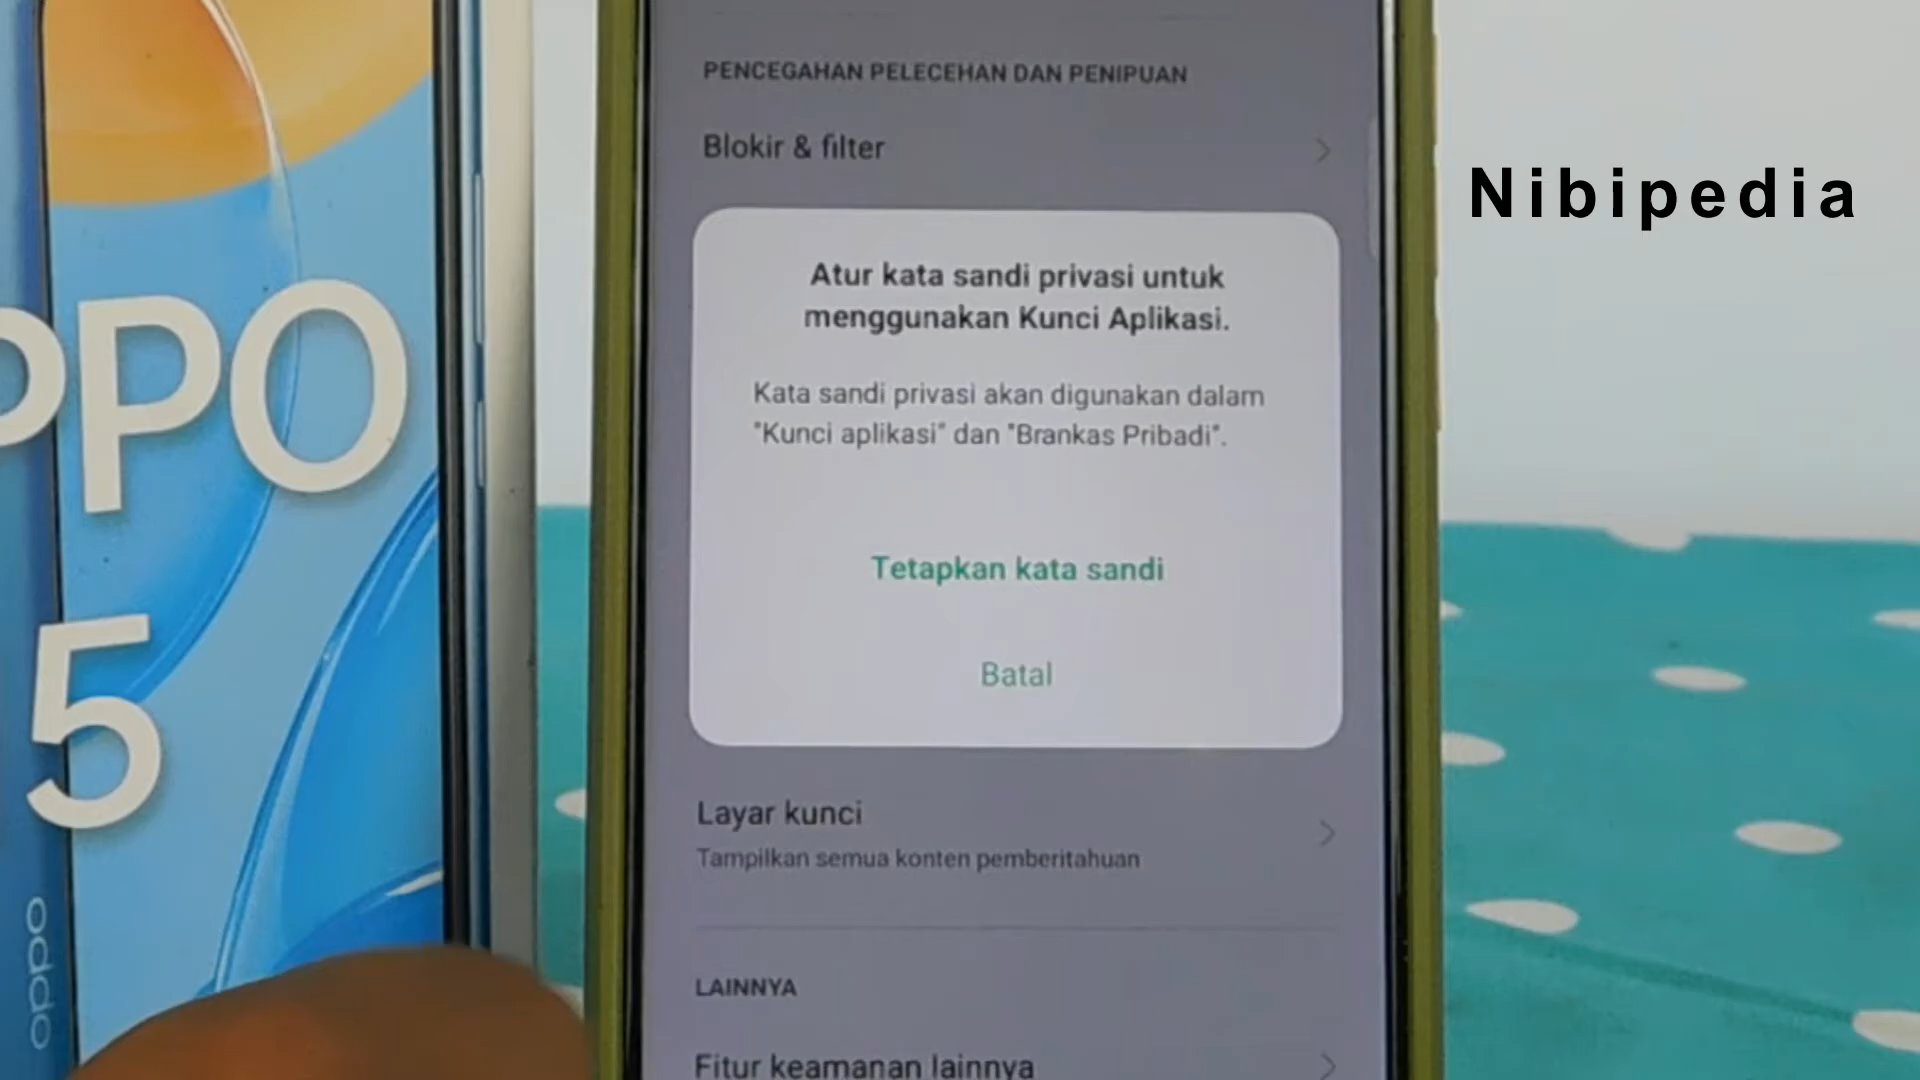 PENCEGAHAN PELECEHAN DAN PENIPUAN
Blokir & filter
Nibipedia
Atur kata sandi privasi untuk
menggunakan Kunci Aplikasi.
Kata sandi privasi akan digunakan dalam
"Kunci aplikasi" dan "Brankas Pribadi".
Tetapkan kata sandi
Batal
Layar kunci
Tampilkan semua konten pemberitahuan
LAINNYA
Fitur keamanan lainnya
PPO
5
oppo